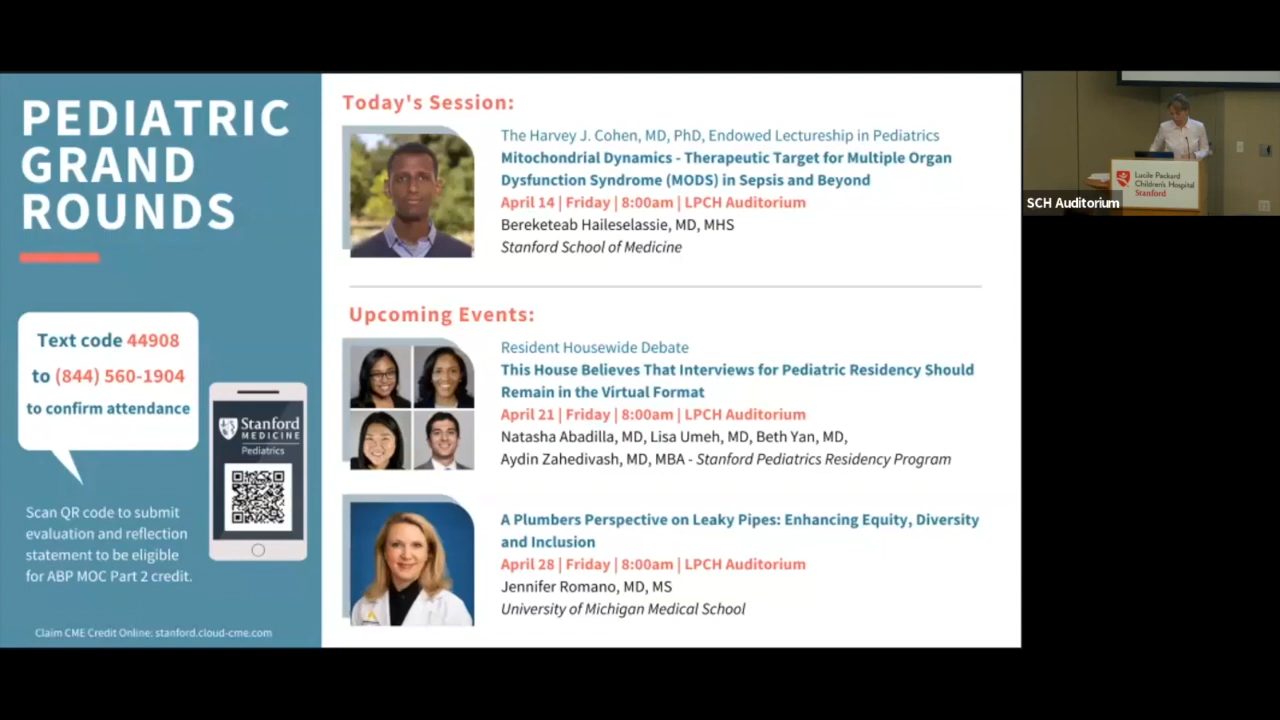 PEDIATRIC
GRAND
ROUNDS
Text code 44908
to (844) 560-1904
to confirm attendance
Stanford
MEDICINE
Pediatrics
Scan QR code to submit
evaluation and reflection
statement to be eligible
for ABP MOC Part 2 credit.
Claim CME Credit Online: stanford.cloud-cme.com
Today's Session:
The Harvey J. Cohen, MD, PhD, Endowed Lectureship in Pediatrics
Mitochondrial Dynamics - Therapeutic Target for Multiple Organ
Dysfunction Syndrome (MODS) in Sepsis and Beyond
April 14 | Friday | 8:00am | LPCH Auditorium
Bereketeab Haileselassie, MD, MHS
Stanford School of Medicine
Upcoming Events:
Resident Housewide Debate
This House Believes That Interviews for Pediatric Residency Should
Remain in the Virtual Format
April 21 | Friday | 8:00am | LPCH Auditorium
Natasha Abadilla, MD, Lisa Umeh, MD, Beth Yan, MD,
Aydin Zahedivash, MD, MBA - Stanford Pediatrics Residency Program
A Plumbers Perspective on Leaky Pipes: Enhancing Equity, Diversity
and Inclusion
April 28 | Friday | 8:00am | LPCH Auditorium
Jennifer Romano, MD, MS
University of Michigan Medical School
Lucile Packard
Children's Hospital
Stanford
SCH Auditorium